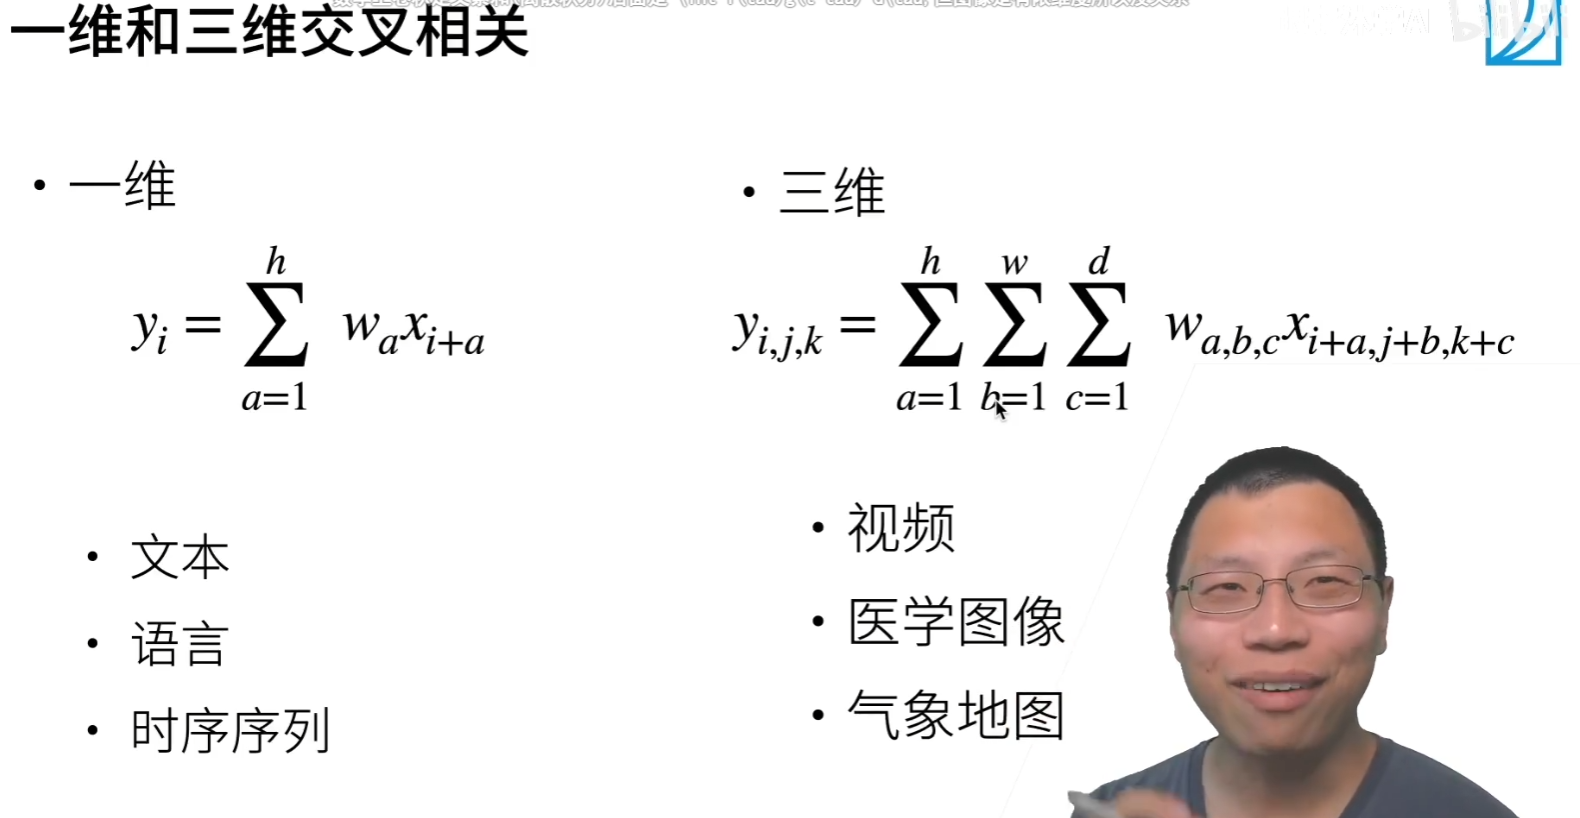 一维和三维交叉相关
• 一维
y_i = \sum_{a=1}^{h} w_a x_{i+a}
• 文本
• 语言
• 时序序列
• 三维
y_{i,j,k} = \sum_{a=1}^{h} \sum_{b=1}^{w} \sum_{c=1}^{d} w_{a,b,c} x_{i+a,j+b,k+c}
• 视频
• 医学图像
• 气象地图
bilibili